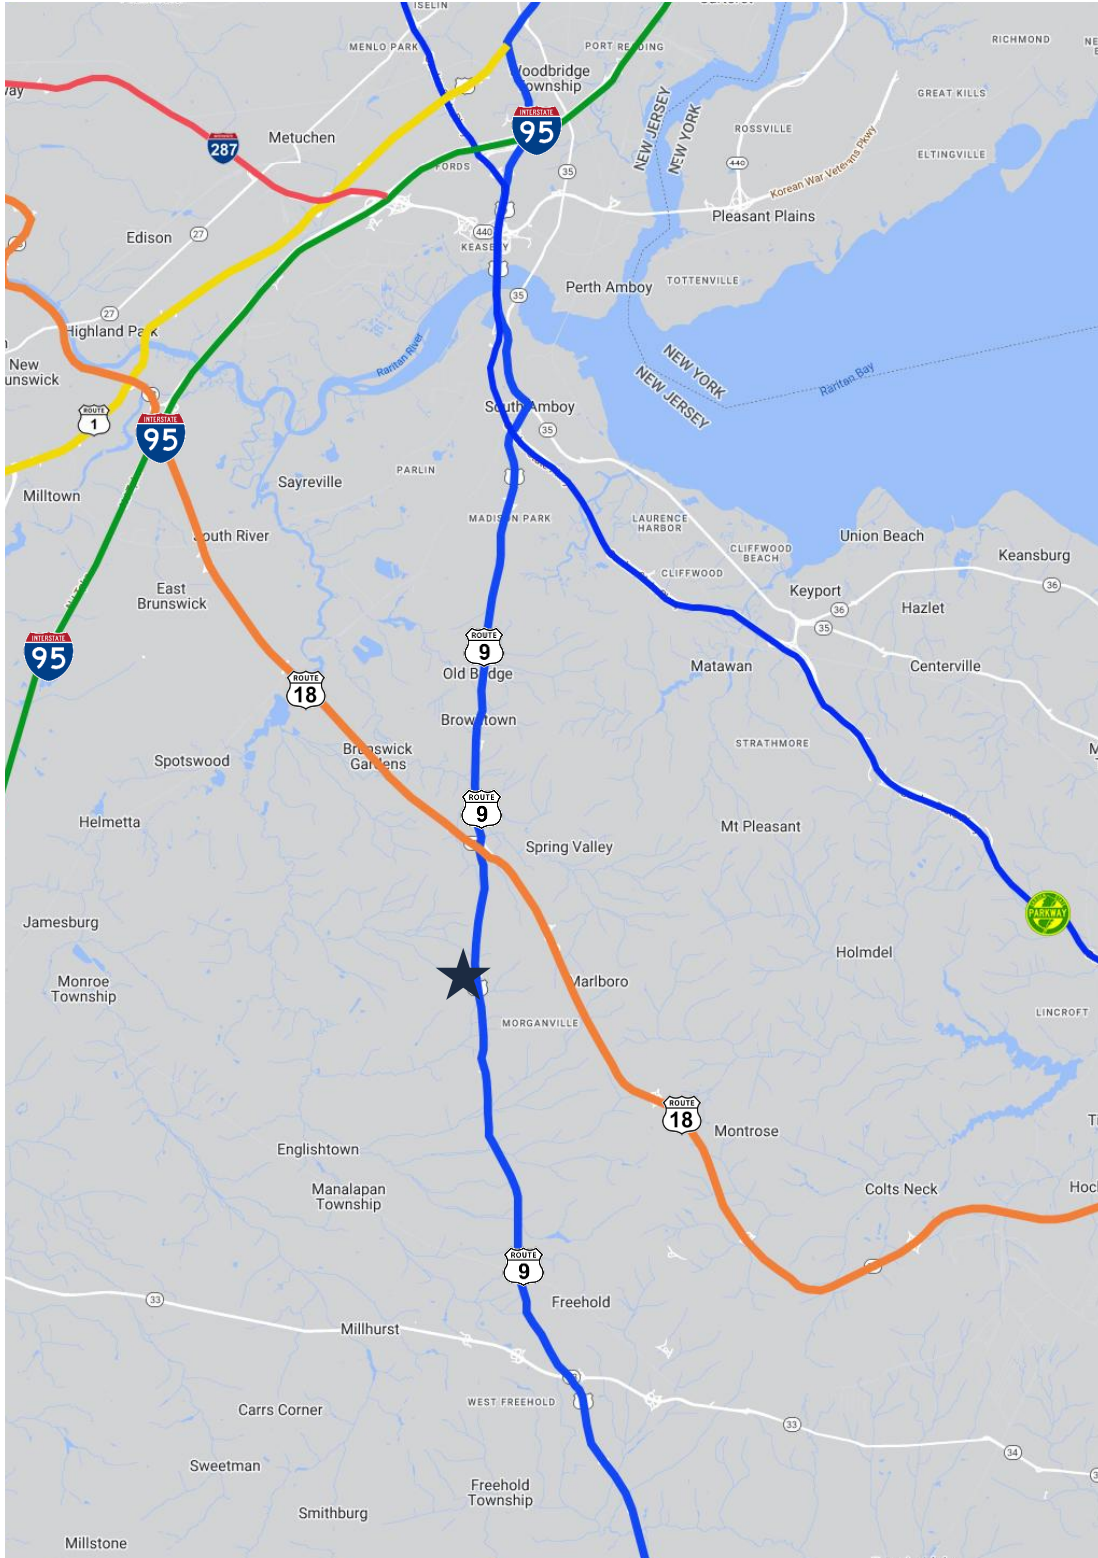 ISELIN
MENLO PARK
PORT READING
RICHMOND
Woodbridge
Township
GREAT KILLS
INTERSTATE
95
NEW JERSEY
NEW YORK
ROSSVILLE
287
Metuchen
ELTINGVILLE
FORDS
35
440
Korean War Veterans Pkwy
Pleasant Plains
Edison
27
440
KEASBEY
TOTTENVILLE
Perth Amboy
35
27
Highland Park
Raritan River
NEW YORK
NEW JERSEY
Raritan Bay
New
unswick
ROUTE
1
South Amboy
35
INTERSTATE
95
PARLIN
Sayreville
Milltown
MADISON PARK
LAURENCE
HARBOR
South River
Union Beach
CLIFFWOOD
BEACH
Keansburg
CLIFFWOOD
East
Brunswick
Keyport
36
36
Hazlet
35
INTERSTATE
95
ROUTE
9
Old Bridge
Matawan
Centerville
ROUTE
18
Browntown
STRATHMORE
Brunswick
Gardens
Spotswood
ROUTE
9
Helmetta
Mt Pleasant
Spring Valley
Jamesburg
PARKWAY
Holmdel
Monroe
Township
Marlboro
LINCROFT
MORGANVILLE
ROUTE
18
Montrose
Englishtown
Manalapan
Township
Colts Neck
ROUTE
9
33
Freehold
Millhurst
WEST FREEHOLD
Carrs Corner
33
34
Sweetman
Freehold
Township
Smithburg
Millstone